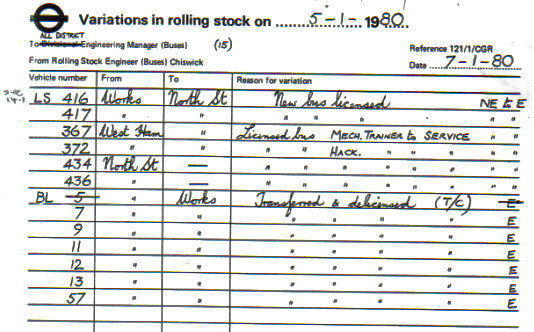 Variations in rolling stock on 5-1-1980
ALL DISTRICT
To Divisional Engineering Manager (Buses) (15)
Reference 121/1/CGR
From Rolling Stock Engineer (Buses) Chiswick
Date 7-1-80
Vehicle number From To Reason for variation
LS 416 Works North St New bus licensed NE to E
417 " " " " " " "
367 West Ham " Licensed bus MECH. TRAINER to SERVICE " "
372 " " " " HACK. " " " "
434 North St — " " " " " " "
436 " — " " " " " " "
BL 5 " Works Transferred & delicensed (T/C) E
7 " " " " " " E
9 " " " " " " E
11 " " " " " " E
12 " " " " " " E
13 " " " " " " E
57 " " " " " " E